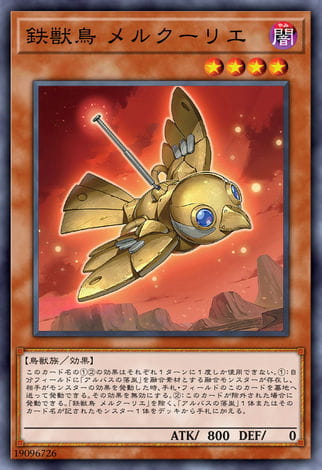 鉄獣鳥 メルクーリエ
闇
やみ
【鳥獣族／効果】
このカード名の①②の効果はそれぞれ１ターンに１度しか使用できない。①：自
分フィールドに「アルバスの落胤」を融合素材とする融合モンスターが存在し、
相手がモンスターの効果を発動した時、手札・フィールドのこのカードを墓地へ
送って発動できる。その効果を無効にする。②：このカードが除外された場合に
発動できる。「鉄獣鳥 メルクーリエ」を除く、「アルバスの落胤」１体またはその
カード名が記されたモンスター１体をデッキから手札に加える。
ATK/ 800 DEF/ 0
19096726